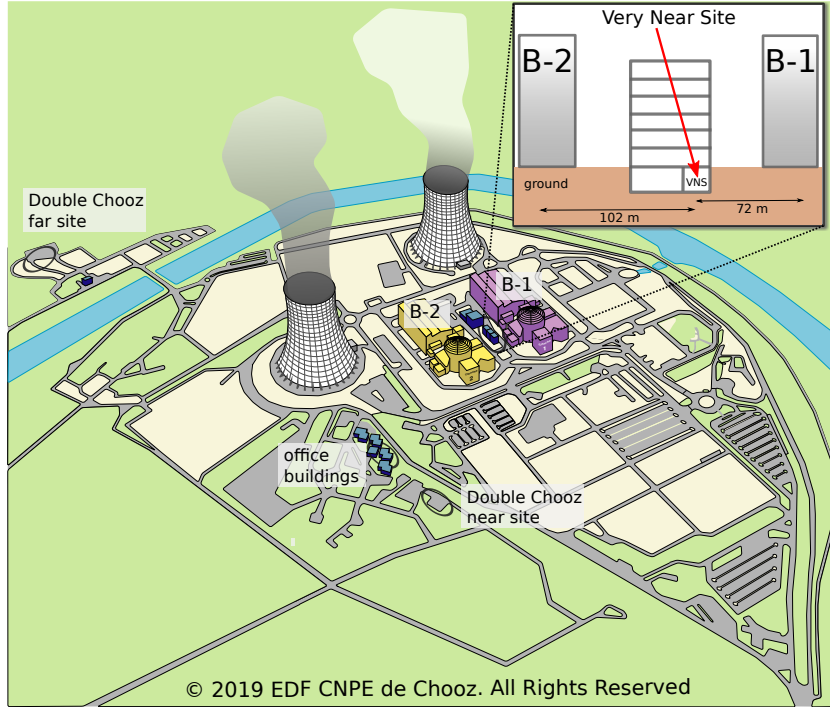 Very Near Site
B-2
B-1
VNS
ground
102 m
72 m
Double Chooz
far site
B-1
B-2
2
office
buildings
Double Chooz
near site
© 2019 EDF CNPE de Chooz. All Rights Reserved